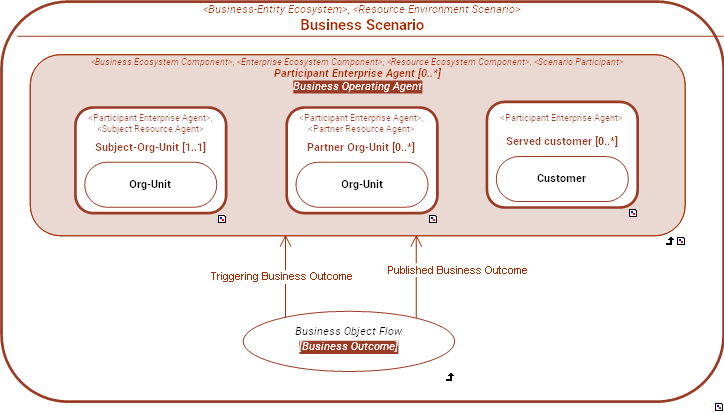 <Business-Entity Ecosystem>, <Resource Environment Scenario>
Business Scenario
<Business Ecosystem Component>, <Enterprise Ecosystem Component>, <Resource Ecosystem Component>, <Scenario Participant>
Participant Enterprise Agent [0..*]
Business Operating Agent
<Participant Enterprise Agent>,
<Subject Resource Agent>
Subject-Org-Unit [1..1]
Org-Unit
<Participant Enterprise Agent>,
<Partner Resource Agent>
Partner Org-Unit [0..*]
Org-Unit
<Participant Enterprise Agent>
Served customer [0..*]
Customer
Triggering Business Outcome
Published Business Outcome
Business Object Flow
[Business Outcome]